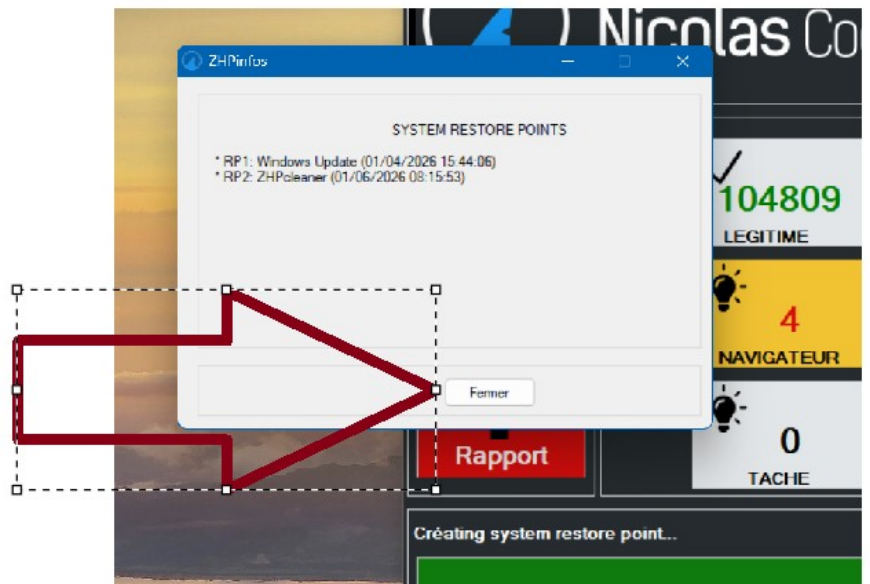 Nicolas Co
ZHPinfos
SYSTEM RESTORE POINTS
* RP1: Windows Update (01/04/2026 15:44:06)
* RP2: ZHPcleaner (01/06/2026 08:15:53)
104809
LEGITIME
4
NAVIGATEUR
Fermer
Rapport
0
TACHE
Créating system restore point...